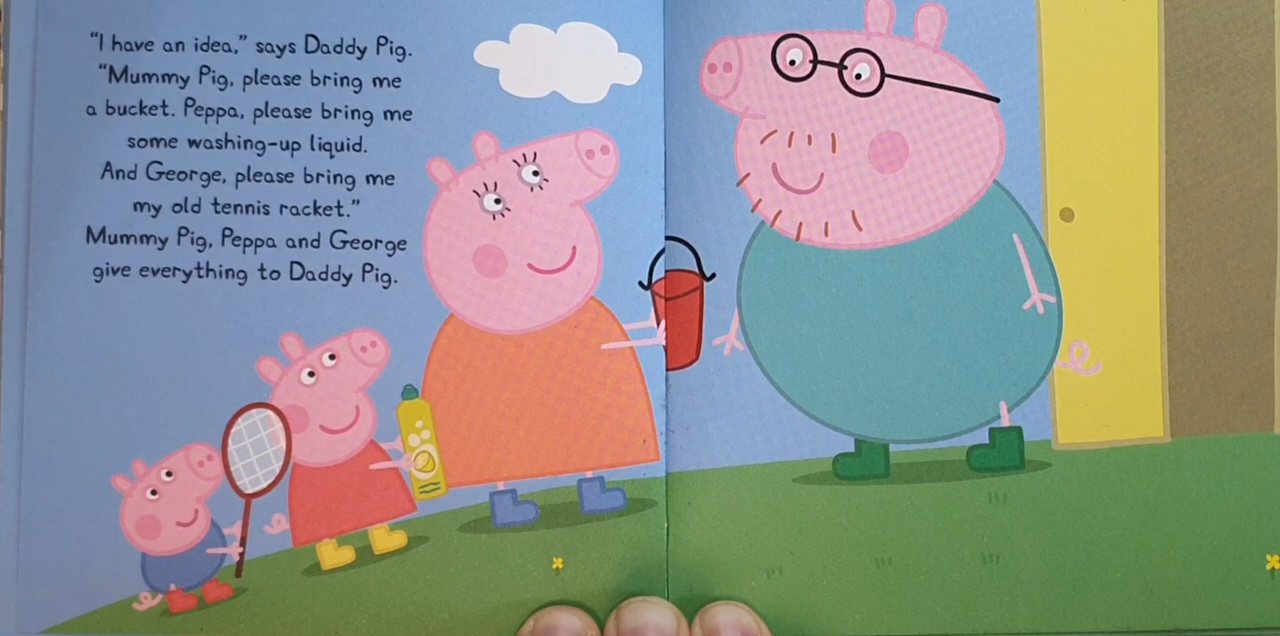 “I have an idea,” says Daddy Pig.
“Mummy Pig, please bring me
a bucket. Peppa, please bring me
some washing-up liquid.
And George, please bring me
my old tennis racket.”
Mummy Pig, Peppa and George
give everything to Daddy Pig.